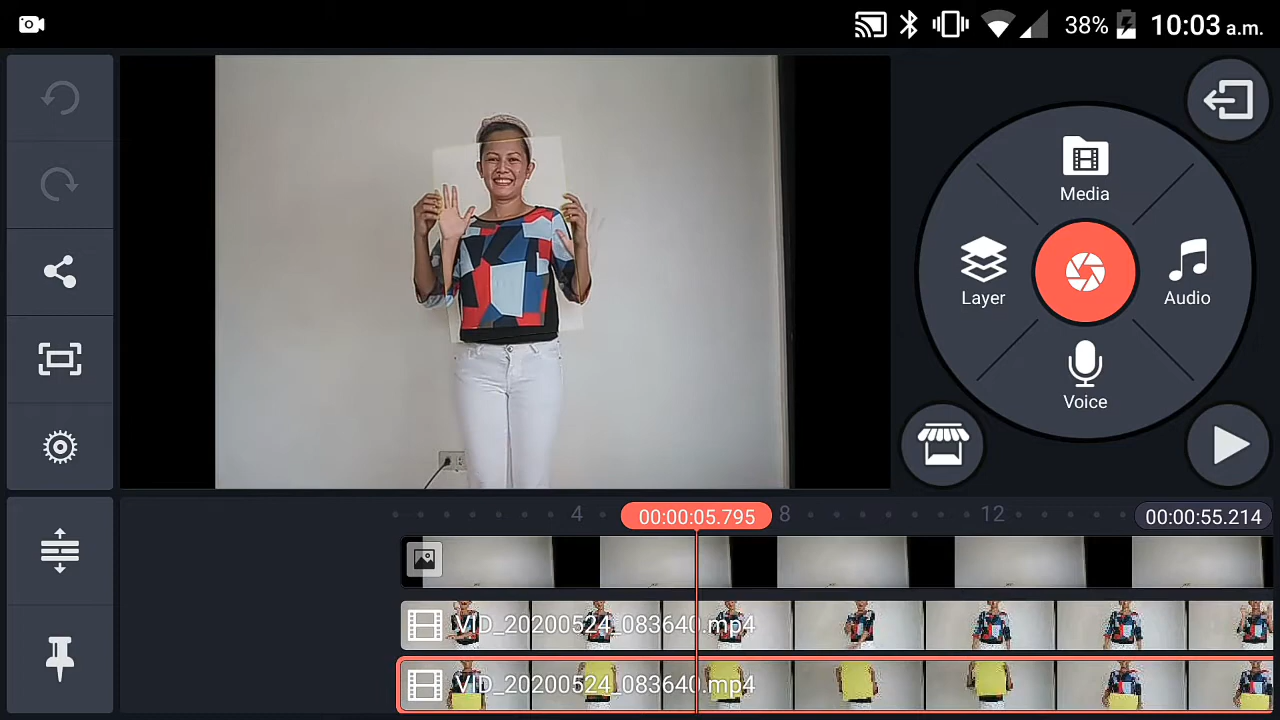 38% 10:03 a.m.
Media
Layer
Audio
Voice
4 00:00:05.795 8 12 00:00:55.214
VID_20200524_083640.mp4
VID_20200524_083640.mp4